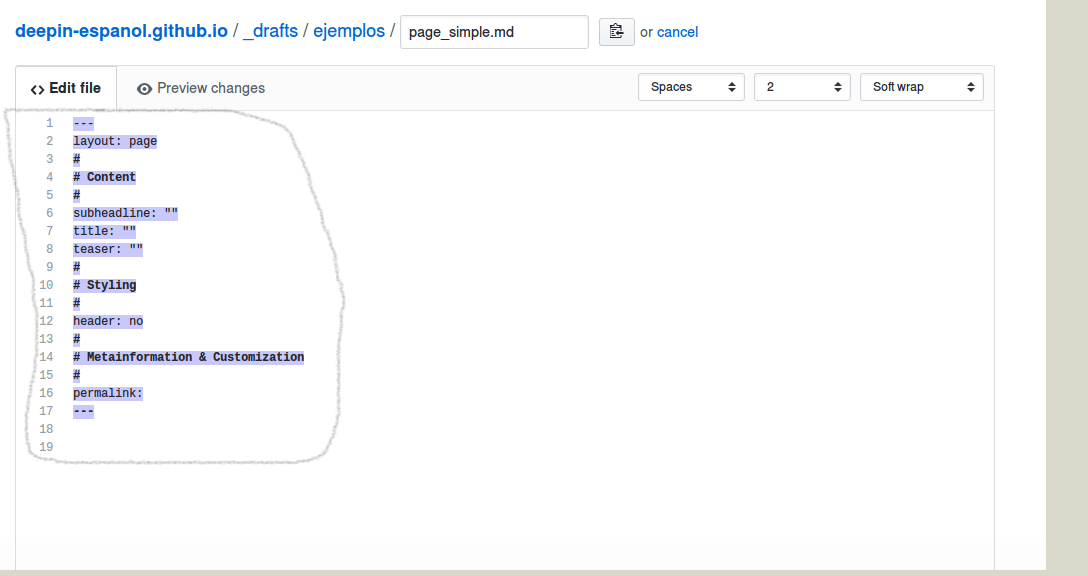 deepin-espanol.github.io / _drafts / ejemplos / page_simple.md or cancel
Edit file Preview changes Spaces 2 Soft wrap
1 ---
2 layout: page
3 #
4 # Content
5 #
6 subheadline: ""
7 title: ""
8 teaser: ""
9 #
10 # Styling
11 #
12 header: no
13 #
14 # Metainformation & Customization
15 #
16 permalink:
17 ---
18
19